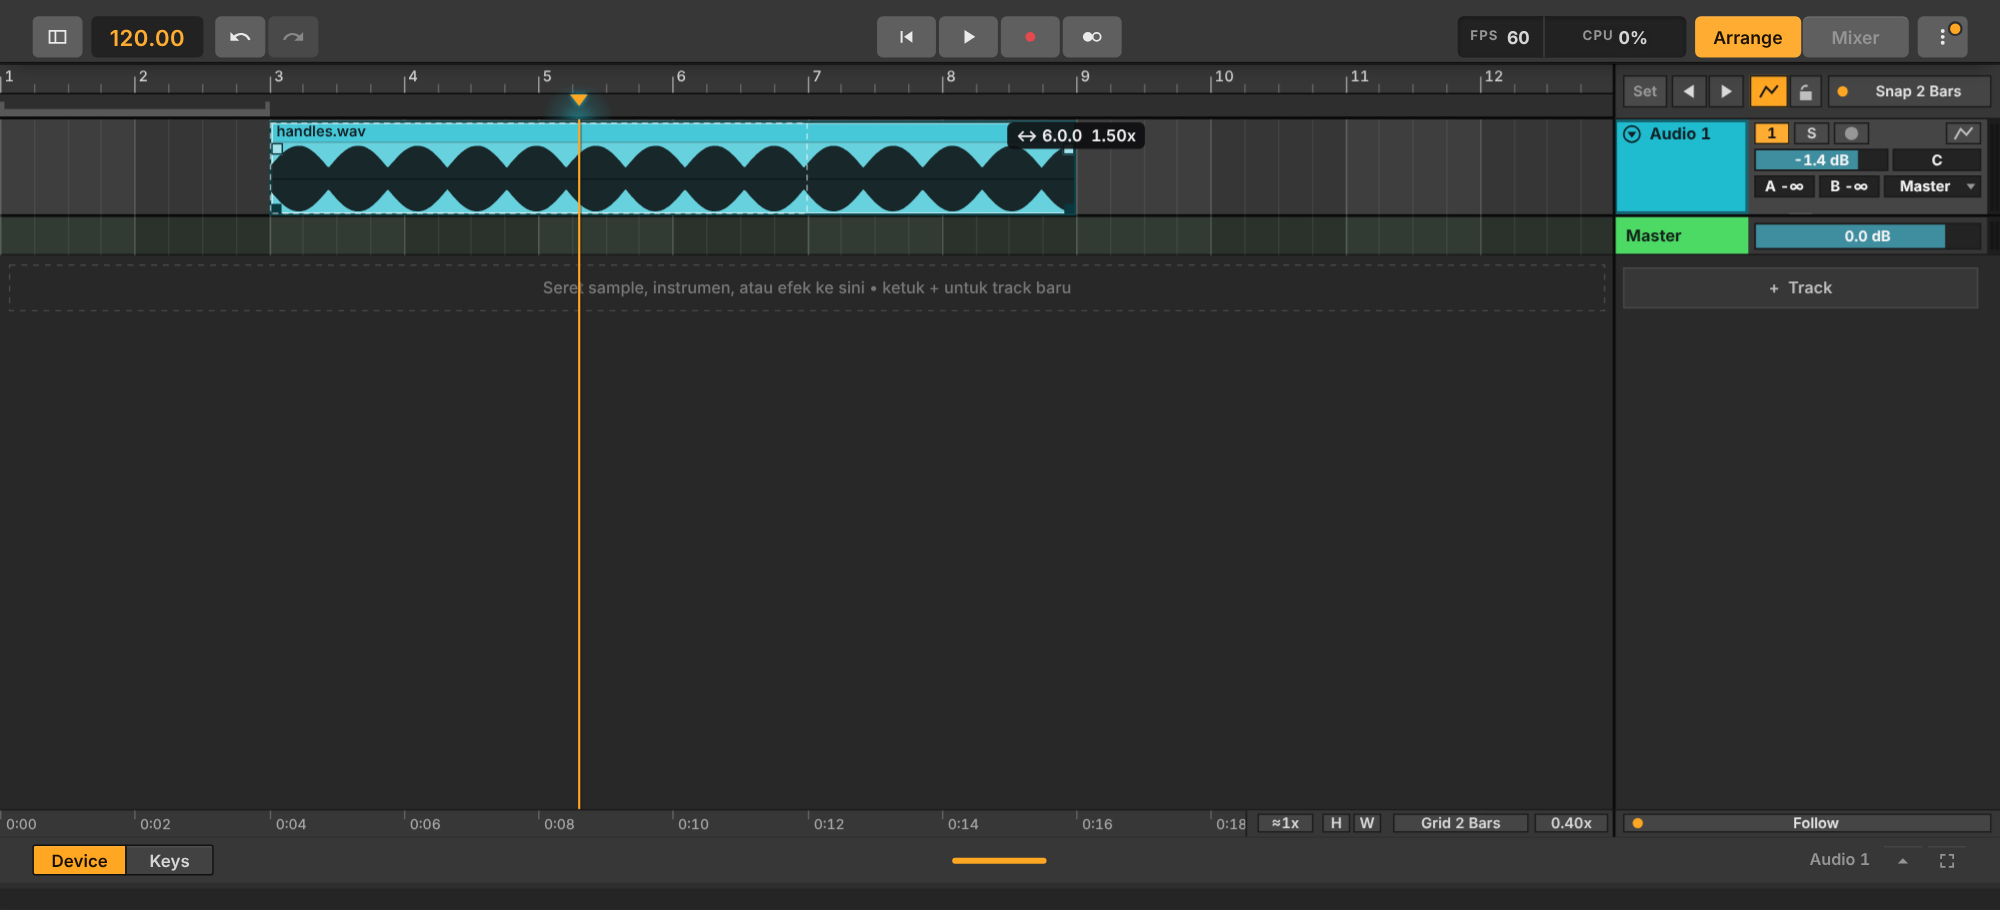 120.00
FPS 60 CPU 0% Arrange Mixer
1 2 3 4 5 6 7 8 9 10 11 12
Set Snap 2 Bars
handles.wav
↔ 6.0.0 1.50x
Audio 1 1 S
-1.4 dB C
A -∞ B -∞ Master
Master 0.0 dB
Seret sample, instrumen, atau efek ke sini • ketuk + untuk track baru
+ Track
0:00 0:02 0:04 0:06 0:08 0:10 0:12 0:14 0:16 0:18
≈1x H W Grid 2 Bars 0.40x Follow
Device Keys Audio 1